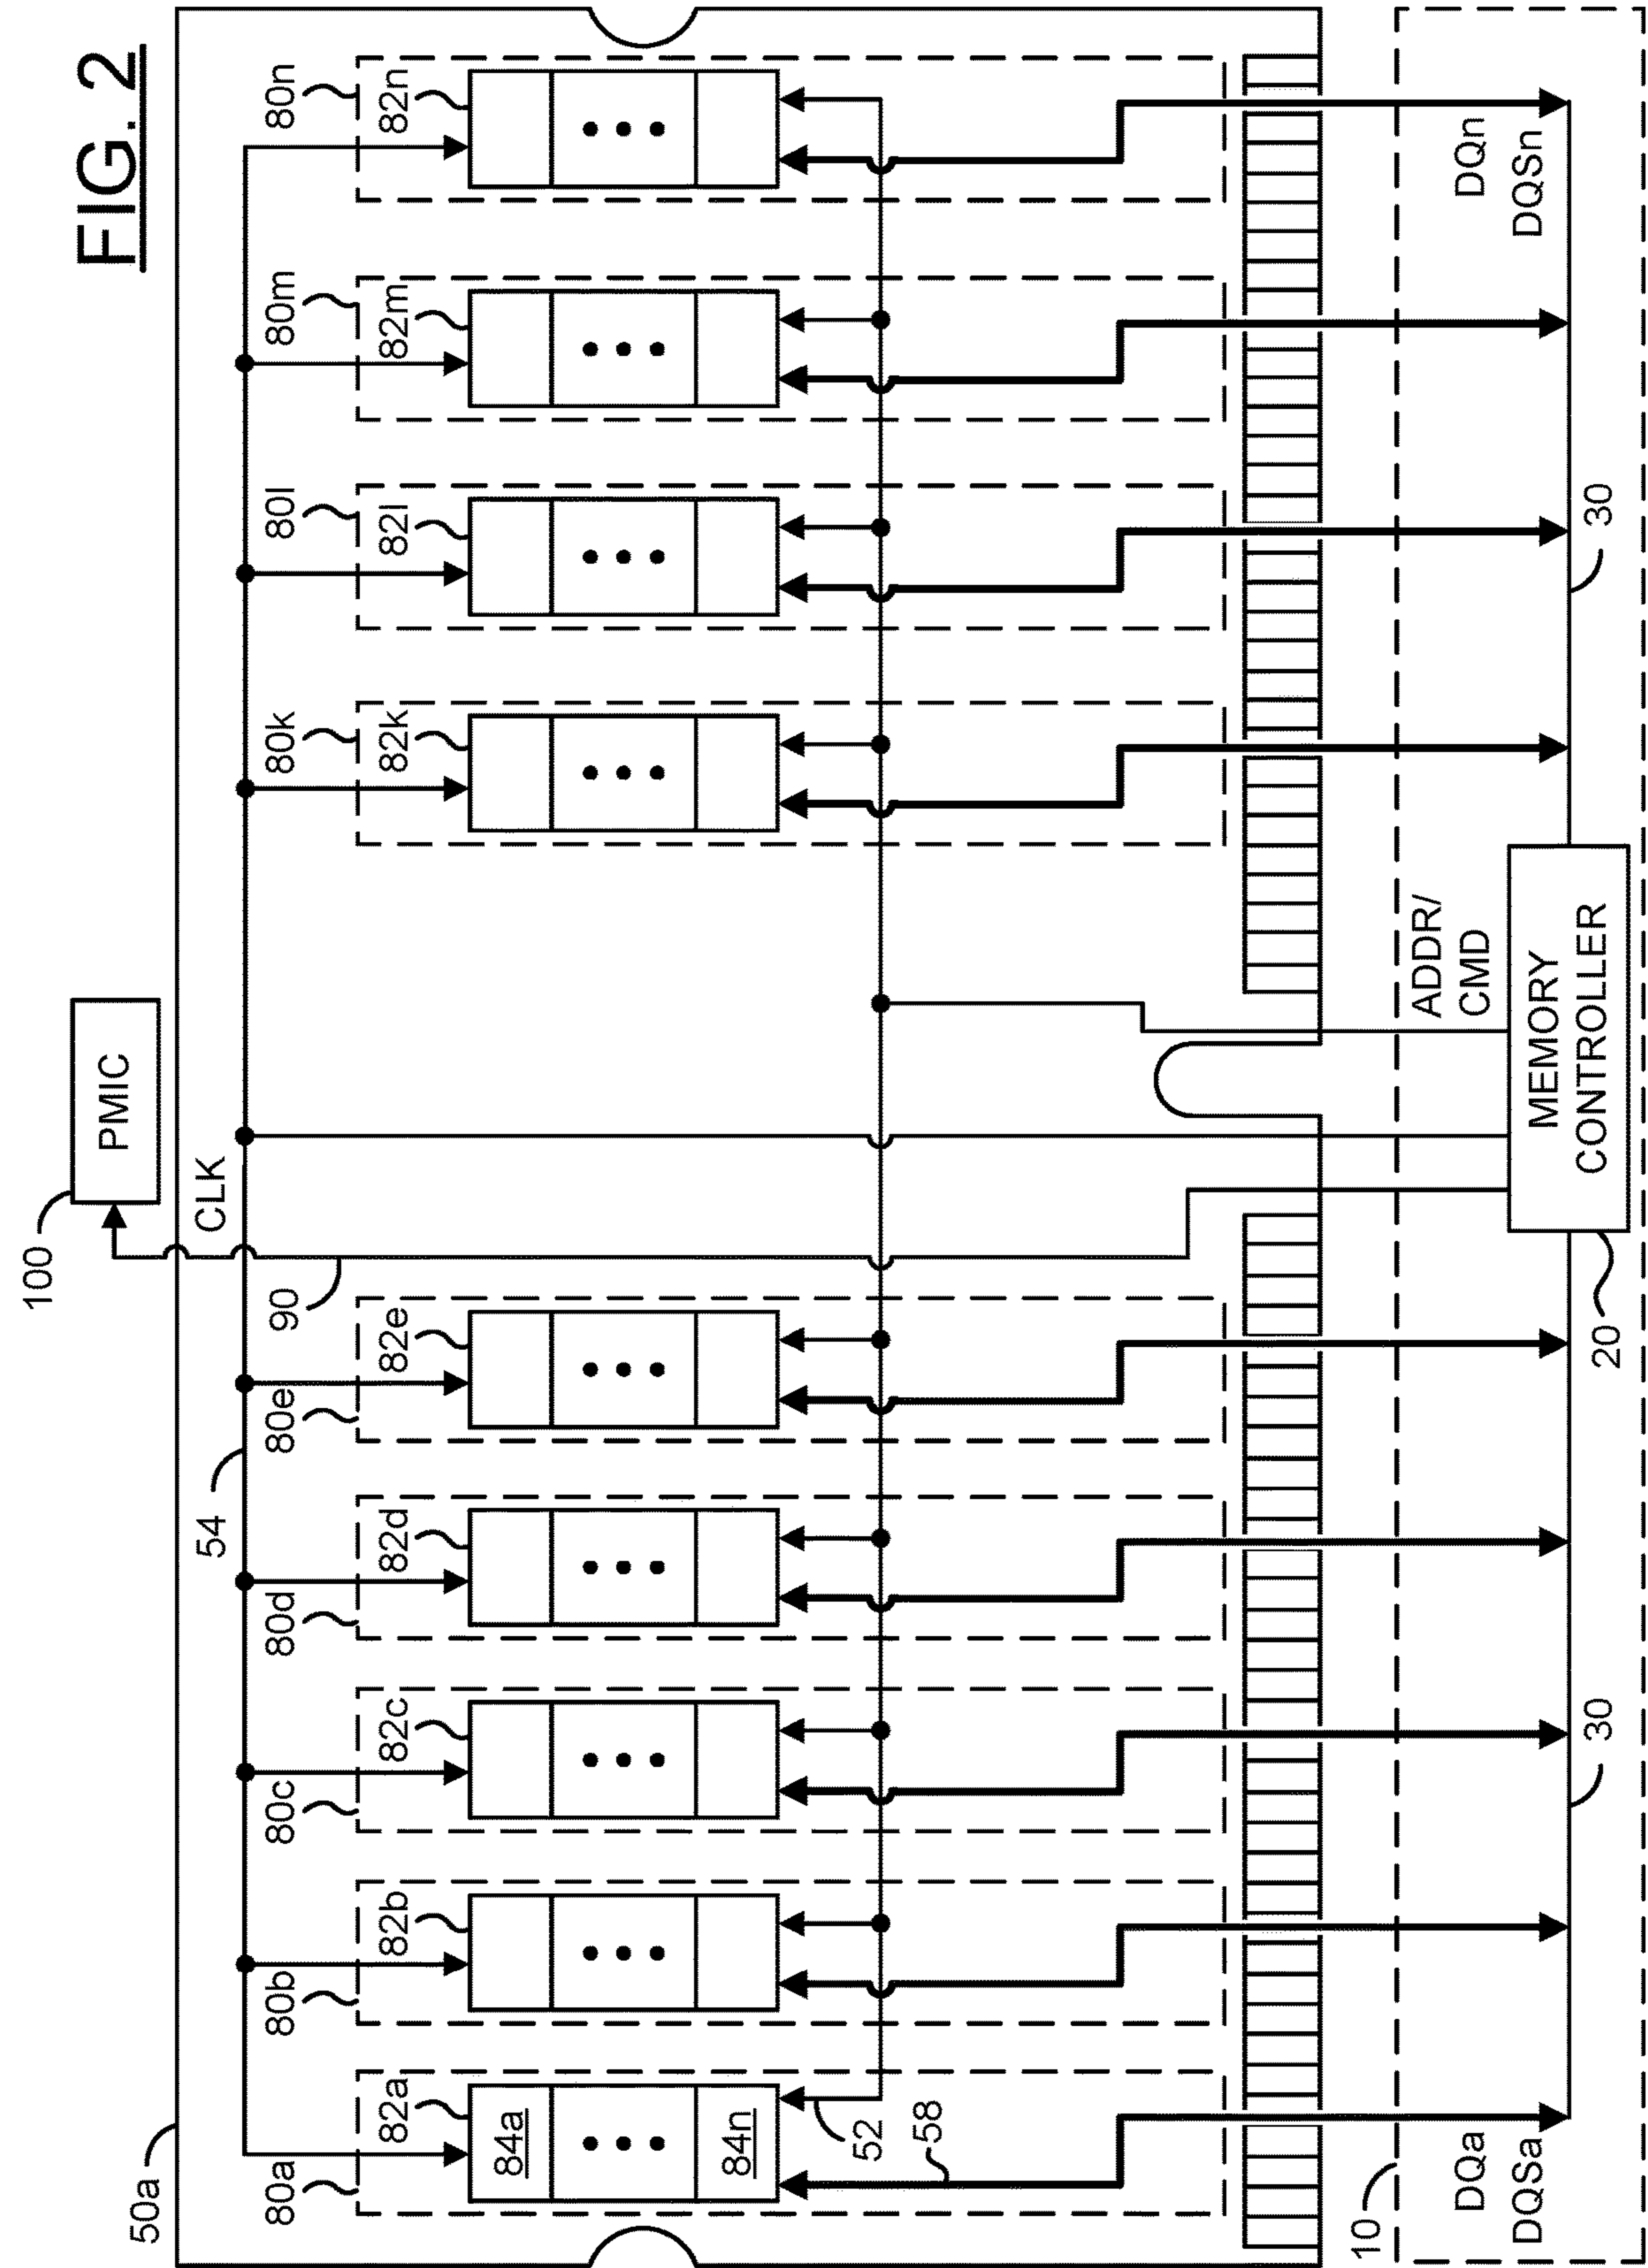 100
PMIC
FIG. 2
50a
54
CLK
80a 80b 80c 80d 80e 90 80k 80l 80m 80n
82a 82b 82c 82d 82e 82k 82l 82m 82n
84a
84n
52
58
10
ADDR/
CMD
DQa
DQSa
DQn
DQSn
MEMORY
CONTROLLER
30
20
30